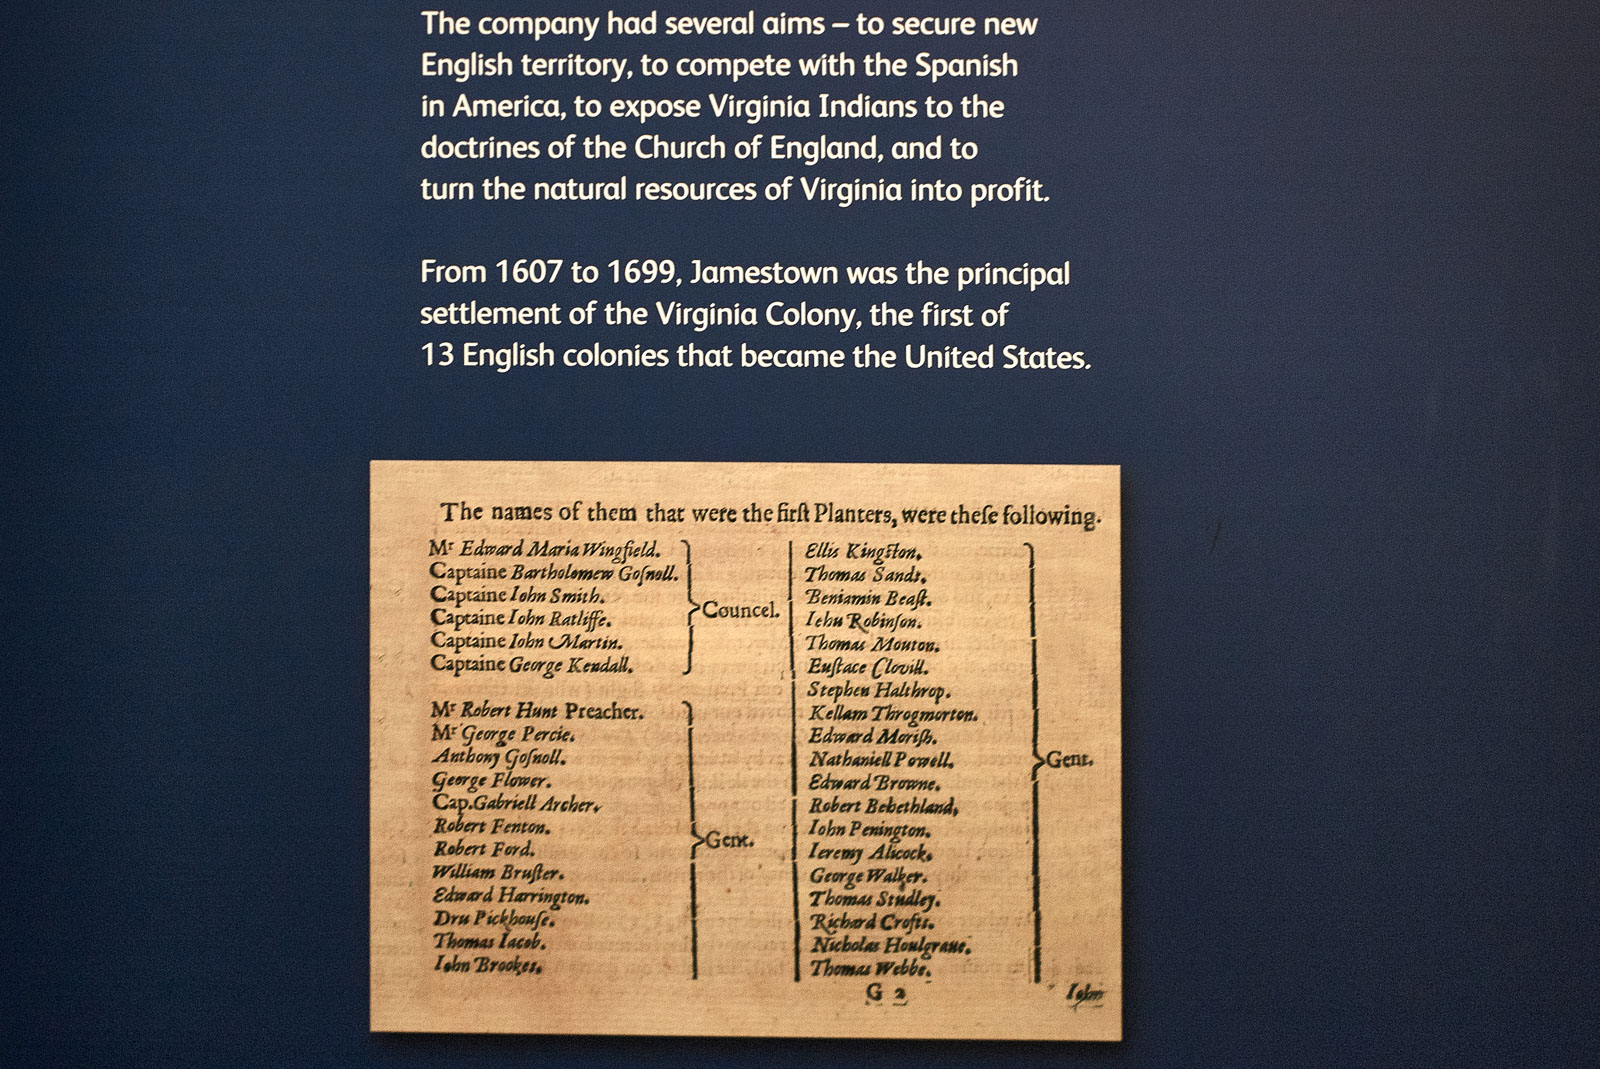 The company had several aims – to secure new
English territory, to compete with the Spanish
in America, to expose Virginia Indians to the
doctrines of the Church of England, and to
turn the natural resources of Virginia into profit.
From 1607 to 1699, Jamestown was the principal
settlement of the Virginia Colony, the first of
13 English colonies that became the United States.
The names of them that were the firſt Planters, were theſe following.
Mr Edward Maria Wingfield.
Captaine Bartholomew Goſnoll.
Captaine Iohn Smith.
Captaine Iohn Ratliffe.
Captaine Iohn Martin.
Captaine George Kendall.
Councel.
Mr Robert Hunt Preacher.
Mr George Percie.
Anthony Goſnoll.
George Flower.
Cap. Gabriell Archer.
Robert Fenton.
Robert Ford.
William Bruſter.
Edward Harrington.
Dru Pickhouſe.
Thomas Iacob.
Iohn Brookes.
Gent.
Ellis Kingſton.
Thomas Sands.
Beniamin Beaſt.
Iehu Robinſon.
Thomas Mouton.
Euſtace Clovill.
Stephen Halthrop.
Kellam Throgmorton.
Edward Moriſh.
Nathaniell Powell.
Edward Browne.
Robert Behethland.
Iohn Penington.
Ieremy Alicock.
George Walker.
Thomas Studley.
Richard Crofts.
Nicholas Houlgraue.
Thomas Webbe.
Gent.
G 2
Iohn